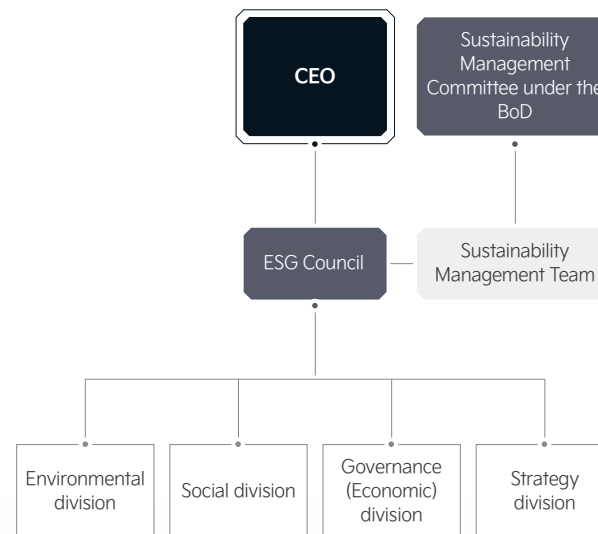 CEO
Sustainability
Management
Committee under the
BoD
ESG Council
Sustainability
Management Team
Environmental
division
Social division
Governance
(Economic)
division
Strategy
division